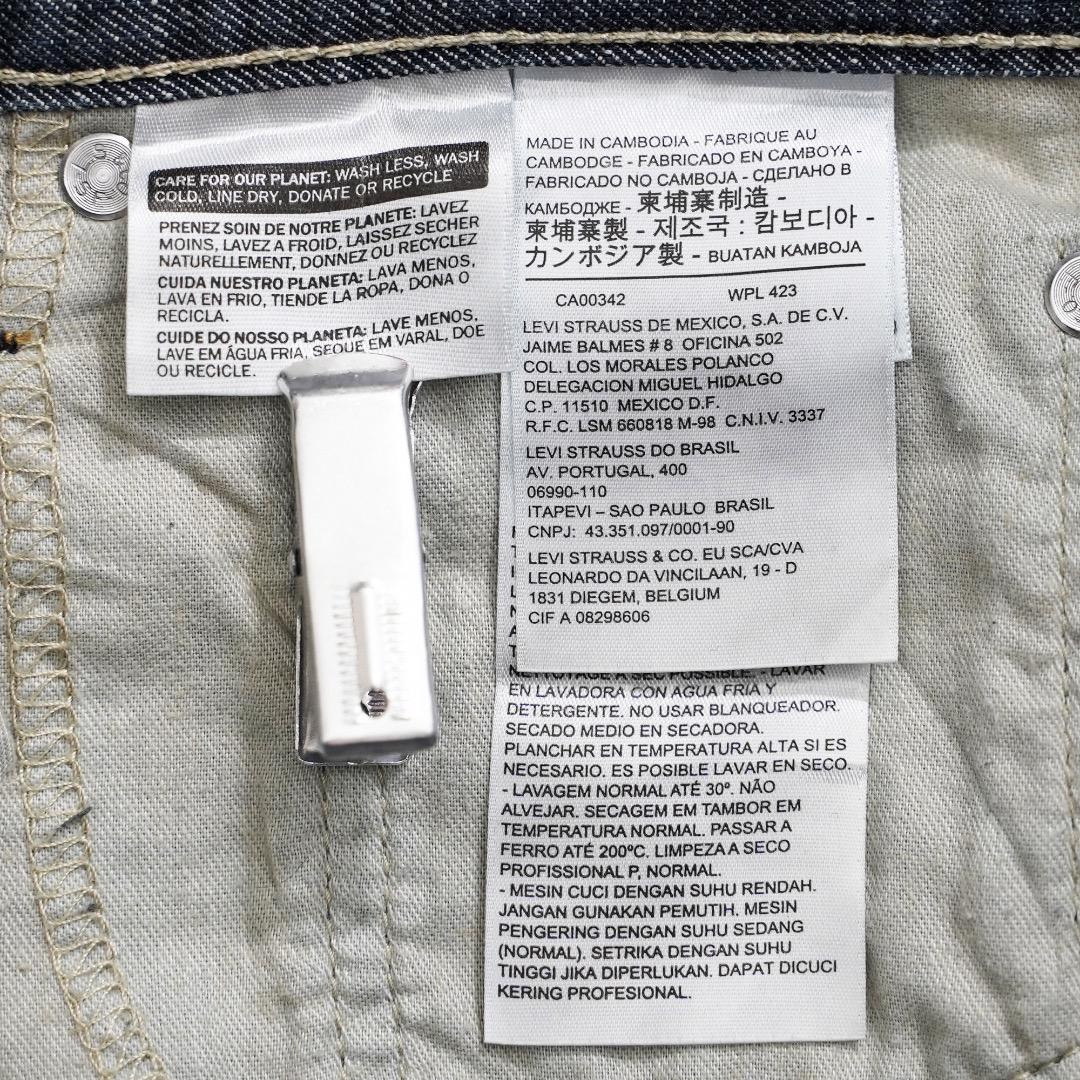 CARE FOR OUR PLANET: WASH LESS, WASH
COLD, LINE DRY, DONATE OR RECYCLE
PRENEZ SOIN DE NOTRE PLANETE: LAVEZ
MOINS, LAVEZ A FROID, LAISSEZ SECHER
NATURELLEMENT, DONNEZ OU RECYCLEZ
CUIDA NUESTRO PLANETA: LAVA MENOS,
LAVA EN FRIO, TIENDE LA ROPA, DONA O
RECICLA.
CUIDE DO NOSSO PLANETA: LAVE MENOS.
LAVE EM ÁGUA FRIA, SEQUE EM VARAL, DOE
OU RECICLE.
MADE IN CAMBODIA - FABRIQUE AU
CAMBODGE - FABRICADO EN CAMBOYA -
FABRICADO NO CAMBOJA - СДЕЛАНО В
КАМБОДЖЕ - 柬埔寨制造 -
柬埔寨製 - 제조국 : 캄보디아 -
カンボジア製 - BUATAN KAMBOJA
CA00342 WPL 423
LEVI STRAUSS DE MEXICO, S.A. DE C.V.
JAIME BALMES # 8 OFICINA 502
COL. LOS MORALES POLANCO
DELEGACION MIGUEL HIDALGO
C.P. 11510 MEXICO D.F.
R.F.C. LSM 660818 M-98 C.N.I.V. 3337
LEVI STRAUSS DO BRASIL
AV. PORTUGAL, 400
06990-110
ITAPEVI – SAO PAULO BRASIL
CNPJ: 43.351.097/0001-90
LEVI STRAUSS & CO. EU SCA/CVA
LEONARDO DA VINCILAAN, 19 - D
1831 DIEGEM, BELGIUM
CIF A 08298606
NETTOYAGE A SEC POSSIBLE. - LAVAR
EN LAVADORA CON AGUA FRIA Y
DETERGENTE. NO USAR BLANQUEADOR.
SECADO MEDIO EN SECADORA.
PLANCHAR EN TEMPERATURA ALTA SI ES
NECESARIO. ES POSIBLE LAVAR EN SECO.
- LAVAGEM NORMAL ATÉ 30º. NÃO
ALVEJAR. SECAGEM EM TAMBOR EM
TEMPERATURA NORMAL. PASSAR A
FERRO ATÉ 200ºC. LIMPEZA A SECO
PROFISSIONAL P, NORMAL.
- MESIN CUCI DENGAN SUHU RENDAH.
JANGAN GUNAKAN PEMUTIH. MESIN
PENGERING DENGAN SUHU SEDANG
(NORMAL). SETRIKA DENGAN SUHU
TINGGI JIKA DIPERLUKAN. DAPAT DICUCI
KERING PROFESIONAL.